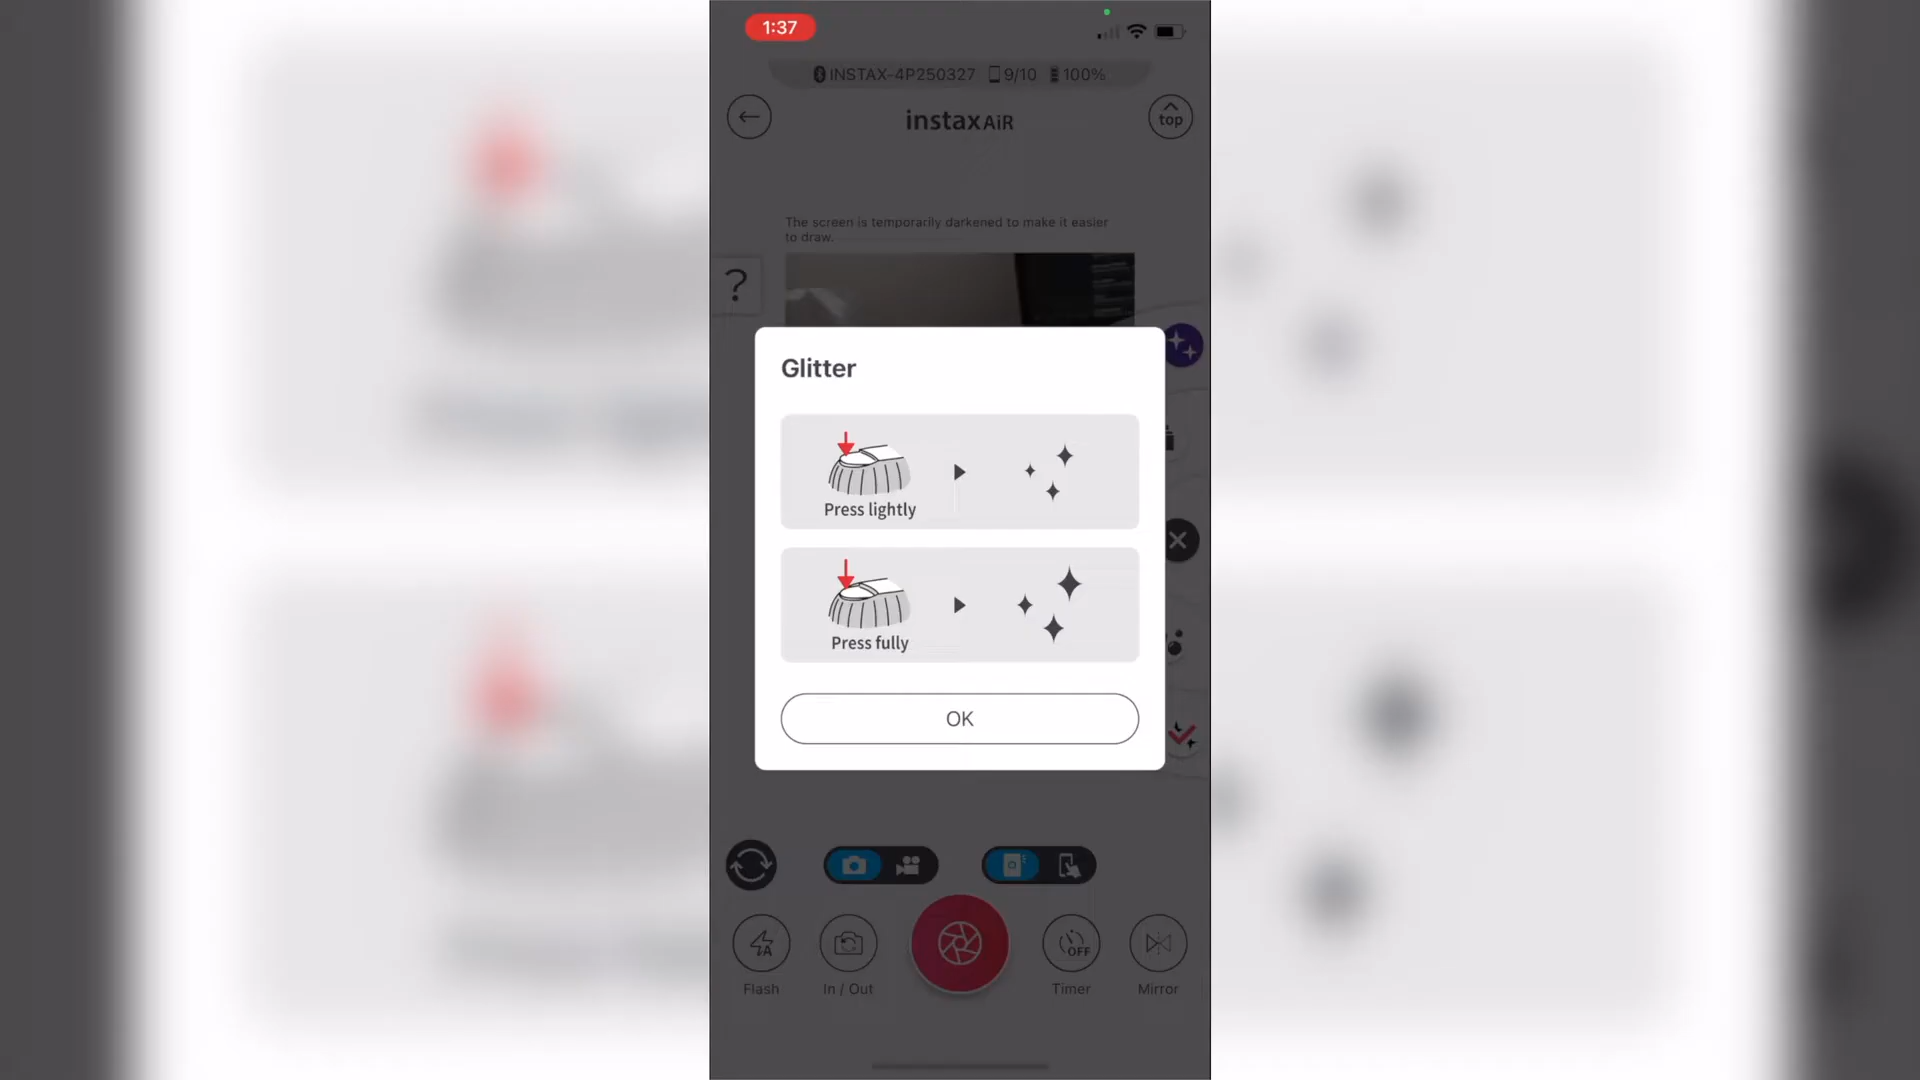 1:37
INSTAX-4P250327 9/10 100%
instax AiR
top
The screen is temporarily darkened to make it easier
to draw.
?
Glitter
Press lightly
Press fully
OK
A
OFF
Flash
In / Out
Timer
Mirror